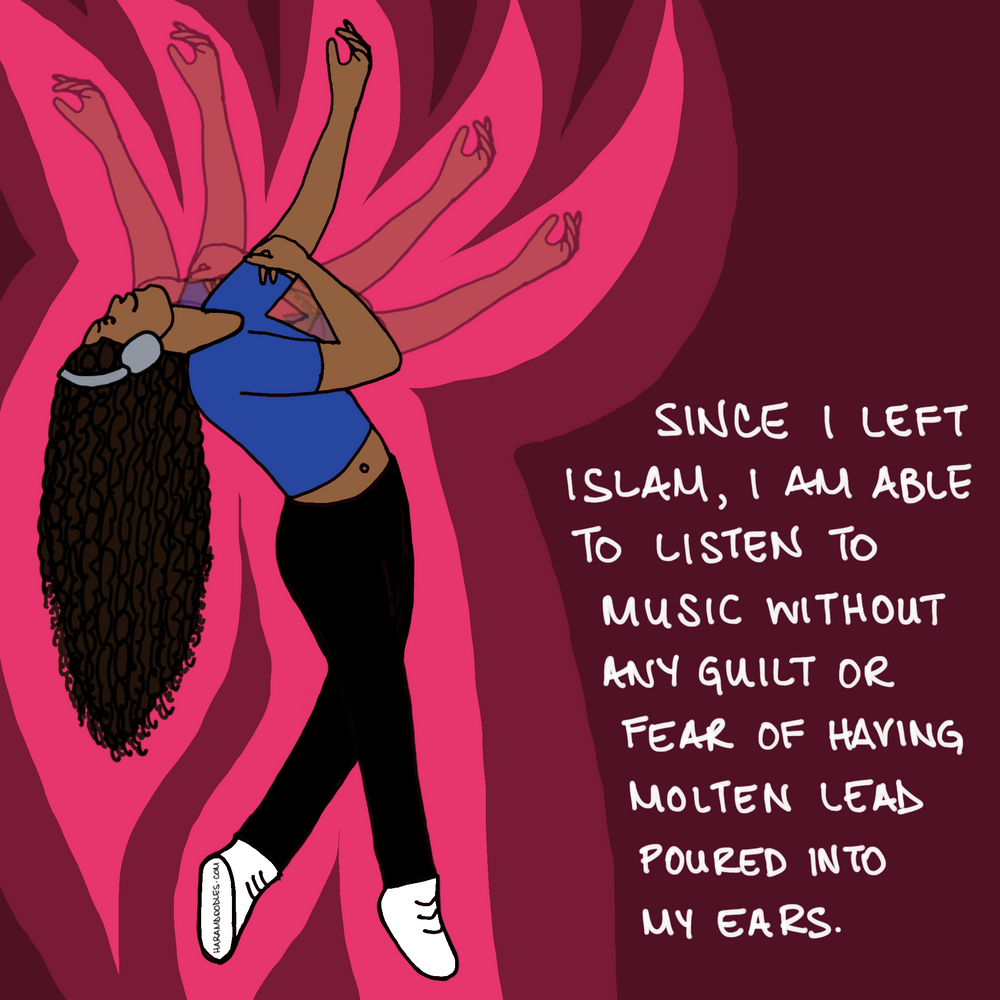 SINCE I LEFT
ISLAM, I AM ABLE
TO LISTEN TO
MUSIC WITHOUT
ANY GUILT OR
FEAR OF HAVING
MOLTEN LEAD
POURED INTO
MY EARS.
HARAMDOODLES.COM